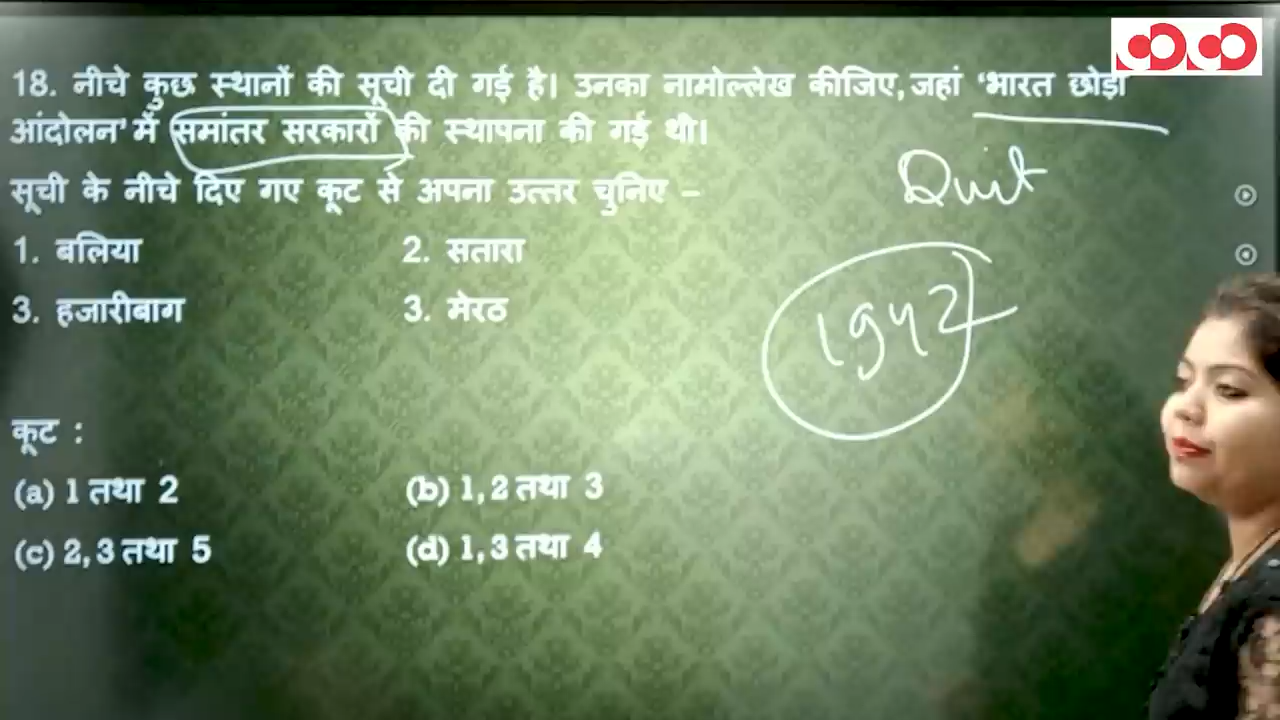 18. नीचे कुछ स्थानों की सूची दी गई है। उनका नामोल्लेख कीजिए, जहां ‘भारत छोड़ो
आंदोलन’ में समांतर सरकारों की स्थापना की गई थी।
Quit
सूची के नीचे दिए गए कूट से अपना उत्तर चुनिए –
1. बलिया 2. सतारा
3. हजारीबाग 3. मेरठ
1942
कूट :
(a) 1 तथा 2 (b) 1, 2 तथा 3
(c) 2, 3 तथा 5 (d) 1, 3 तथा 4